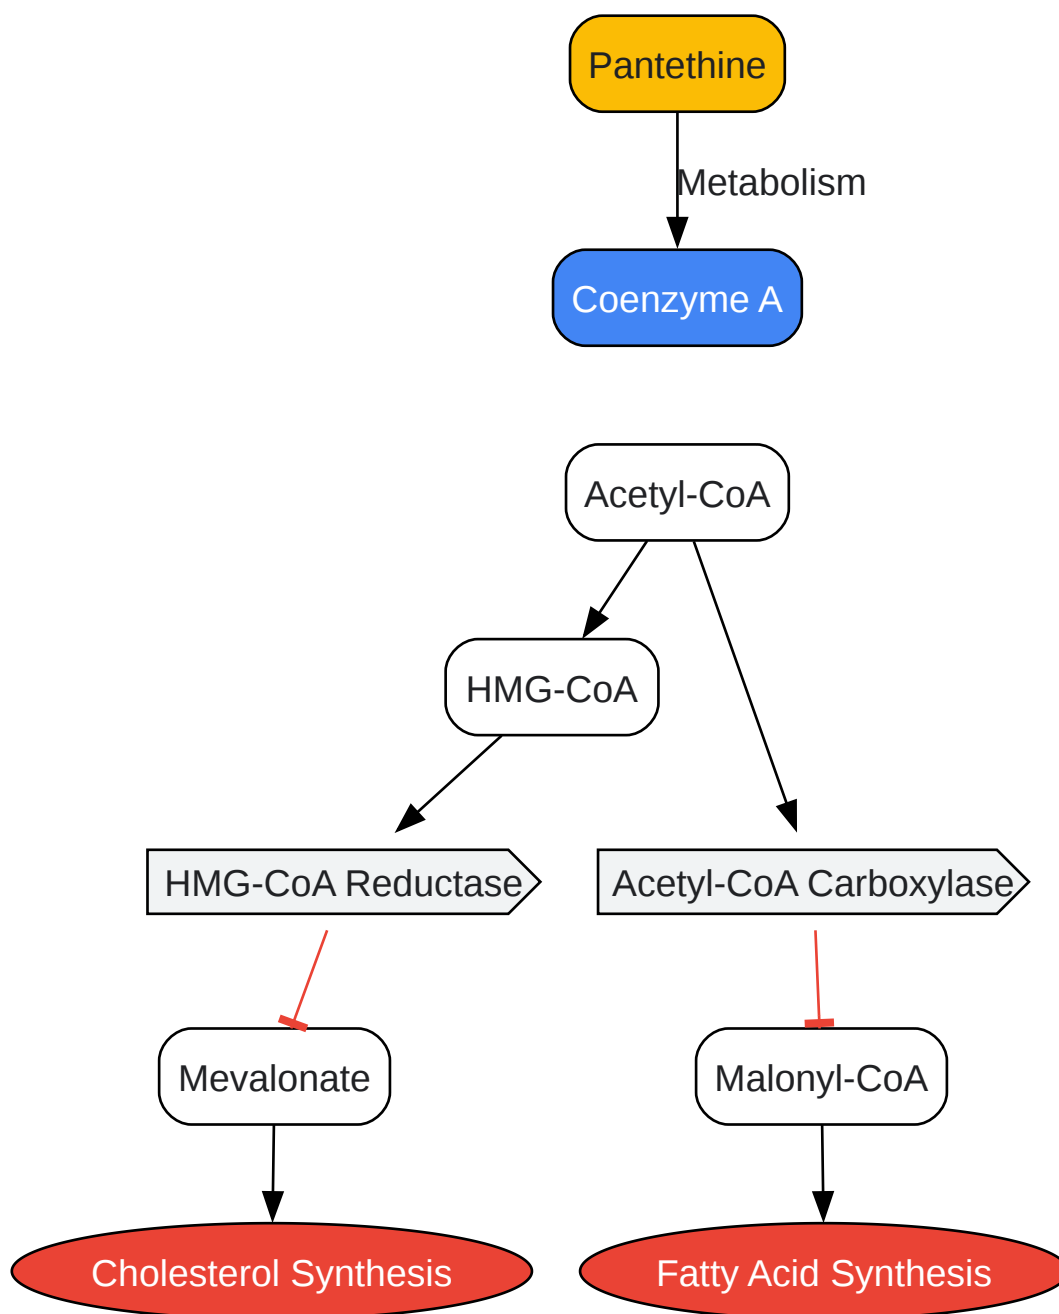 Pantethine
Metabolism
Coenzyme A
Acetyl-CoA
HMG-CoA
HMG-CoA Reductase
Acetyl-CoA Carboxylase
Mevalonate
Malonyl-CoA
Cholesterol Synthesis
Fatty Acid Synthesis